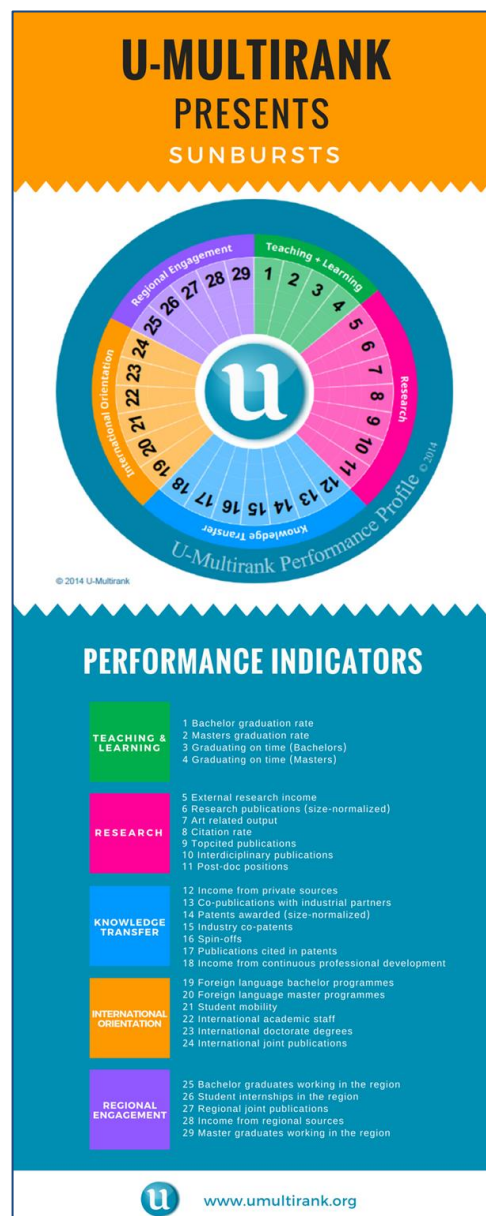 U-MULTIRANK
PRESENTS
SUNBURSTS
Regional Engagement
Teaching + Learning
Research
Knowledge Transfer
International Orientation
1
2
3
4
5
6
7
8
9
10
11
12
13
14
15
16
17
18
19
20
21
22
23
24
25
26
27
28
29
u
U-Multirank Performance Profile © 2014
© 2014 U-Multirank
PERFORMANCE INDICATORS
TEACHING &
LEARNING
1 Bachelor graduation rate
2 Masters graduation rate
3 Graduating on time (Bachelors)
4 Graduating on time (Masters)
RESEARCH
5 External research income
6 Research publications (size-normalized)
7 Art related output
8 Citation rate
9 Topcited publications
10 Interdiciplinary publications
11 Post-doc positions
KNOWLEDGE
TRANSFER
12 Income from private sources
13 Co-publications with industrial partners
14 Patents awarded (size-normalized)
15 Industry co-patents
16 Spin-offs
17 Publications cited in patents
18 Income from continuous professional development
INTERNATIONAL
ORIENTATION
19 Foreign language bachelor programmes
20 Foreign language master programmes
21 Student mobility
22 International academic staff
23 International doctorate degrees
24 International joint publications
REGIONAL
ENGAGEMENT
25 Bachelor graduates working in the region
26 Student internships in the region
27 Regional joint publications
28 Income from regional sources
29 Master graduates working in the region
u
www.umultirank.org